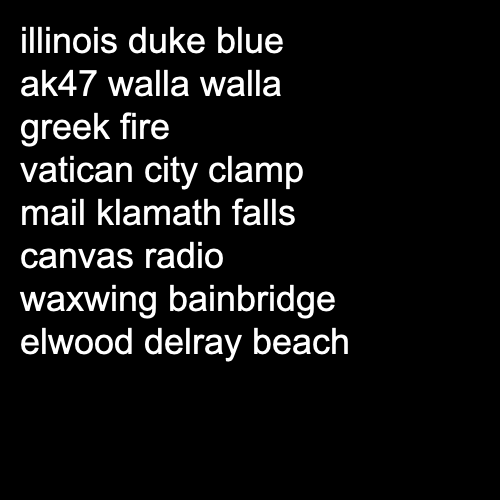 illinois duke blue
ak47 walla walla
greek fire
vatican city clamp
mail klamath falls
canvas radio
waxwing bainbridge
elwood delray beach